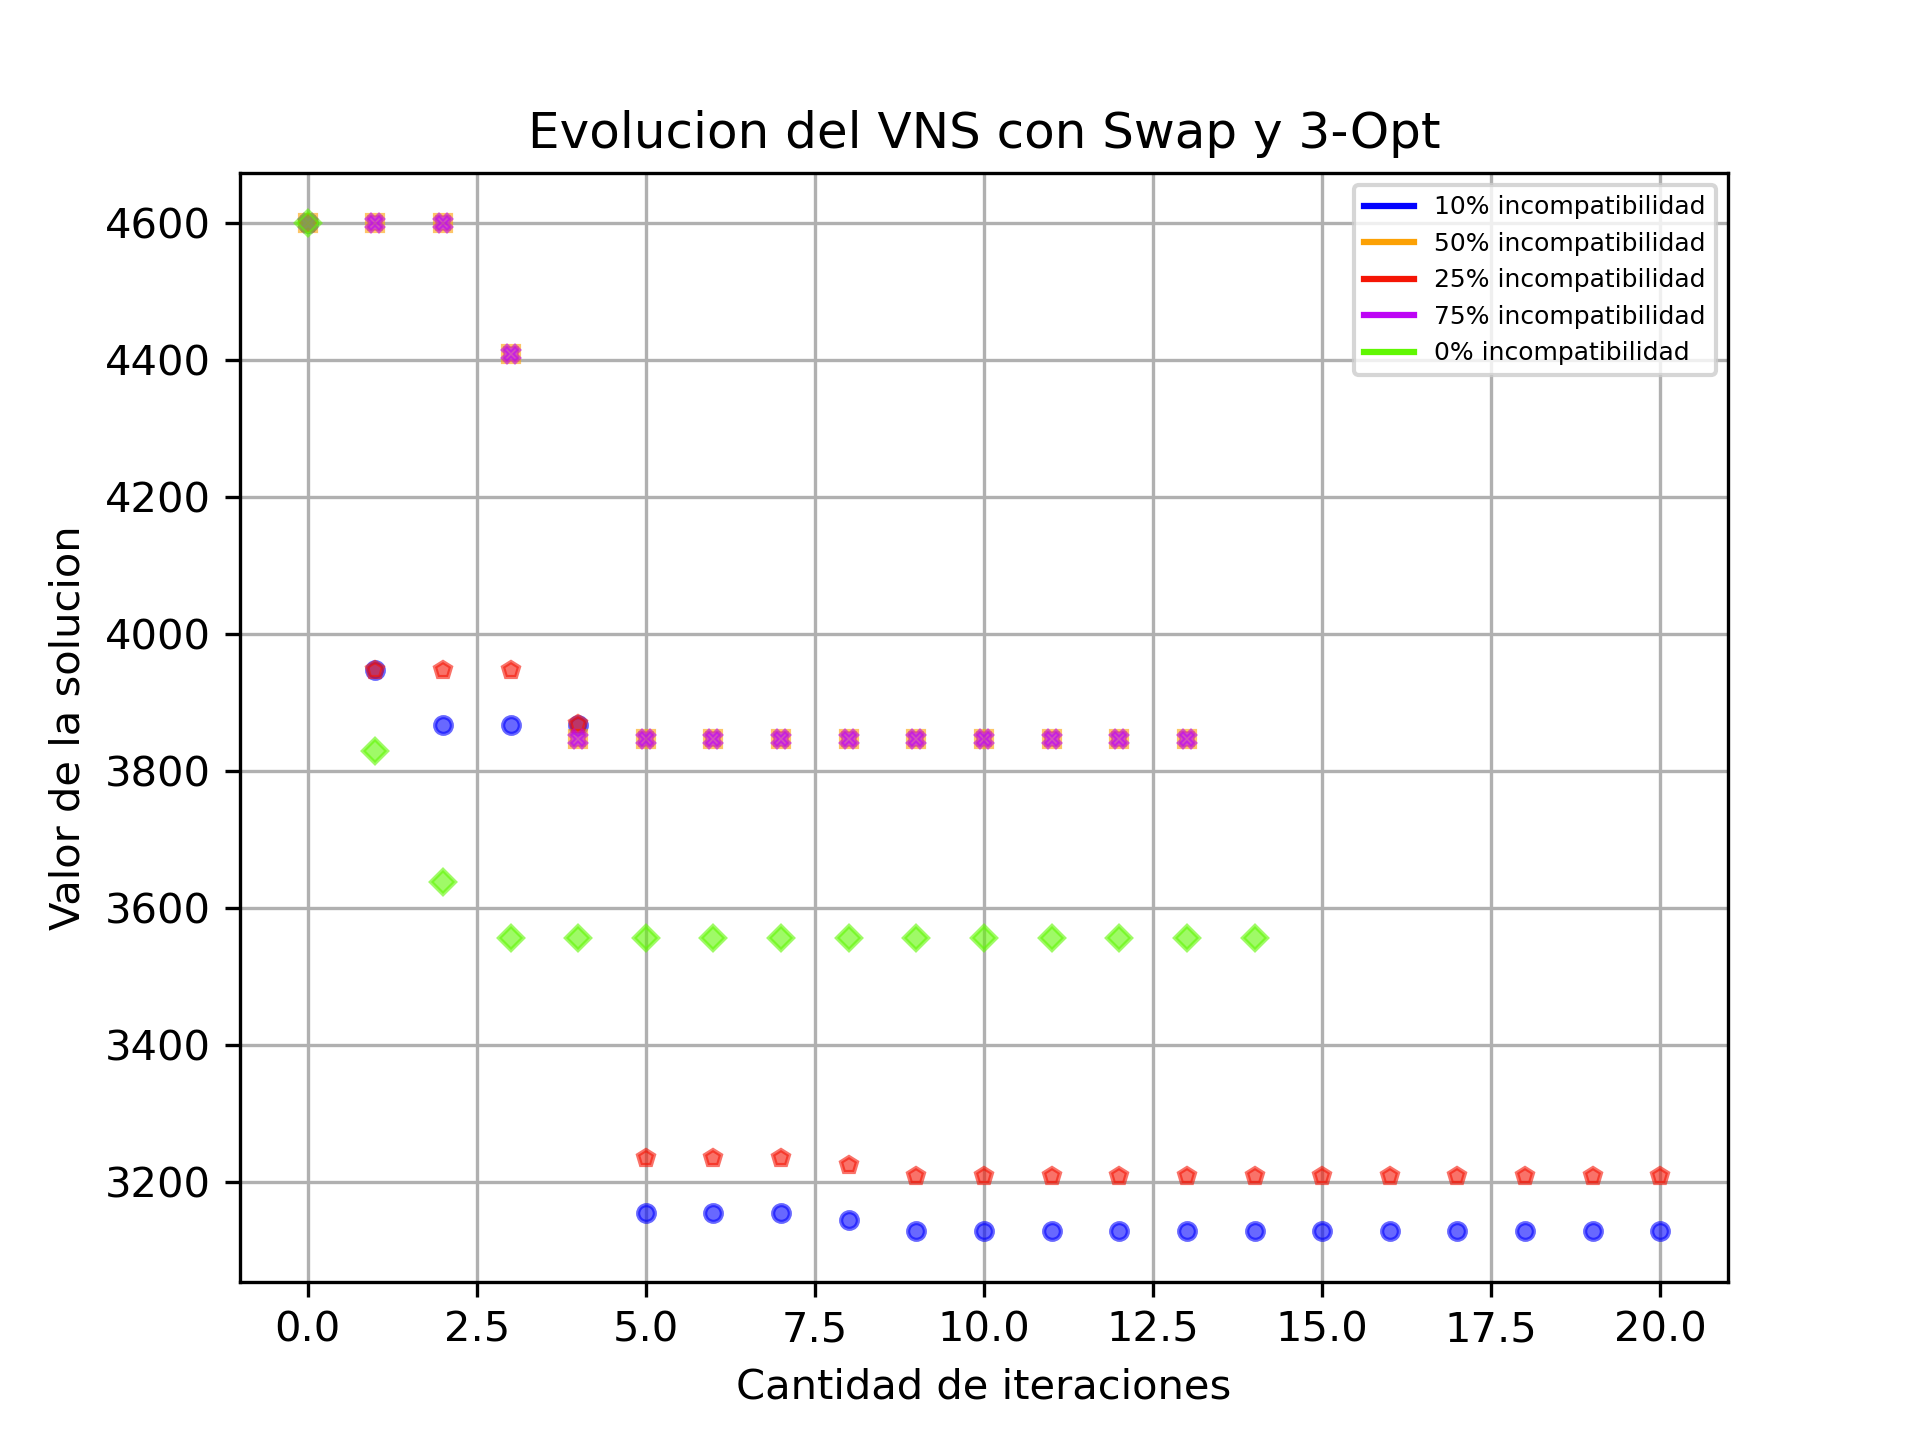 Evolucion del VNS con Swap y 3-Opt
10% incompatibilidad
50% incompatibilidad
25% incompatibilidad
75% incompatibilidad
0% incompatibilidad
Valor de la solucion
4600
4400
4200
4000
3800
3600
3400
3200
0.0 2.5 5.0 7.5 10.0 12.5 15.0 17.5 20.0
Cantidad de iteraciones